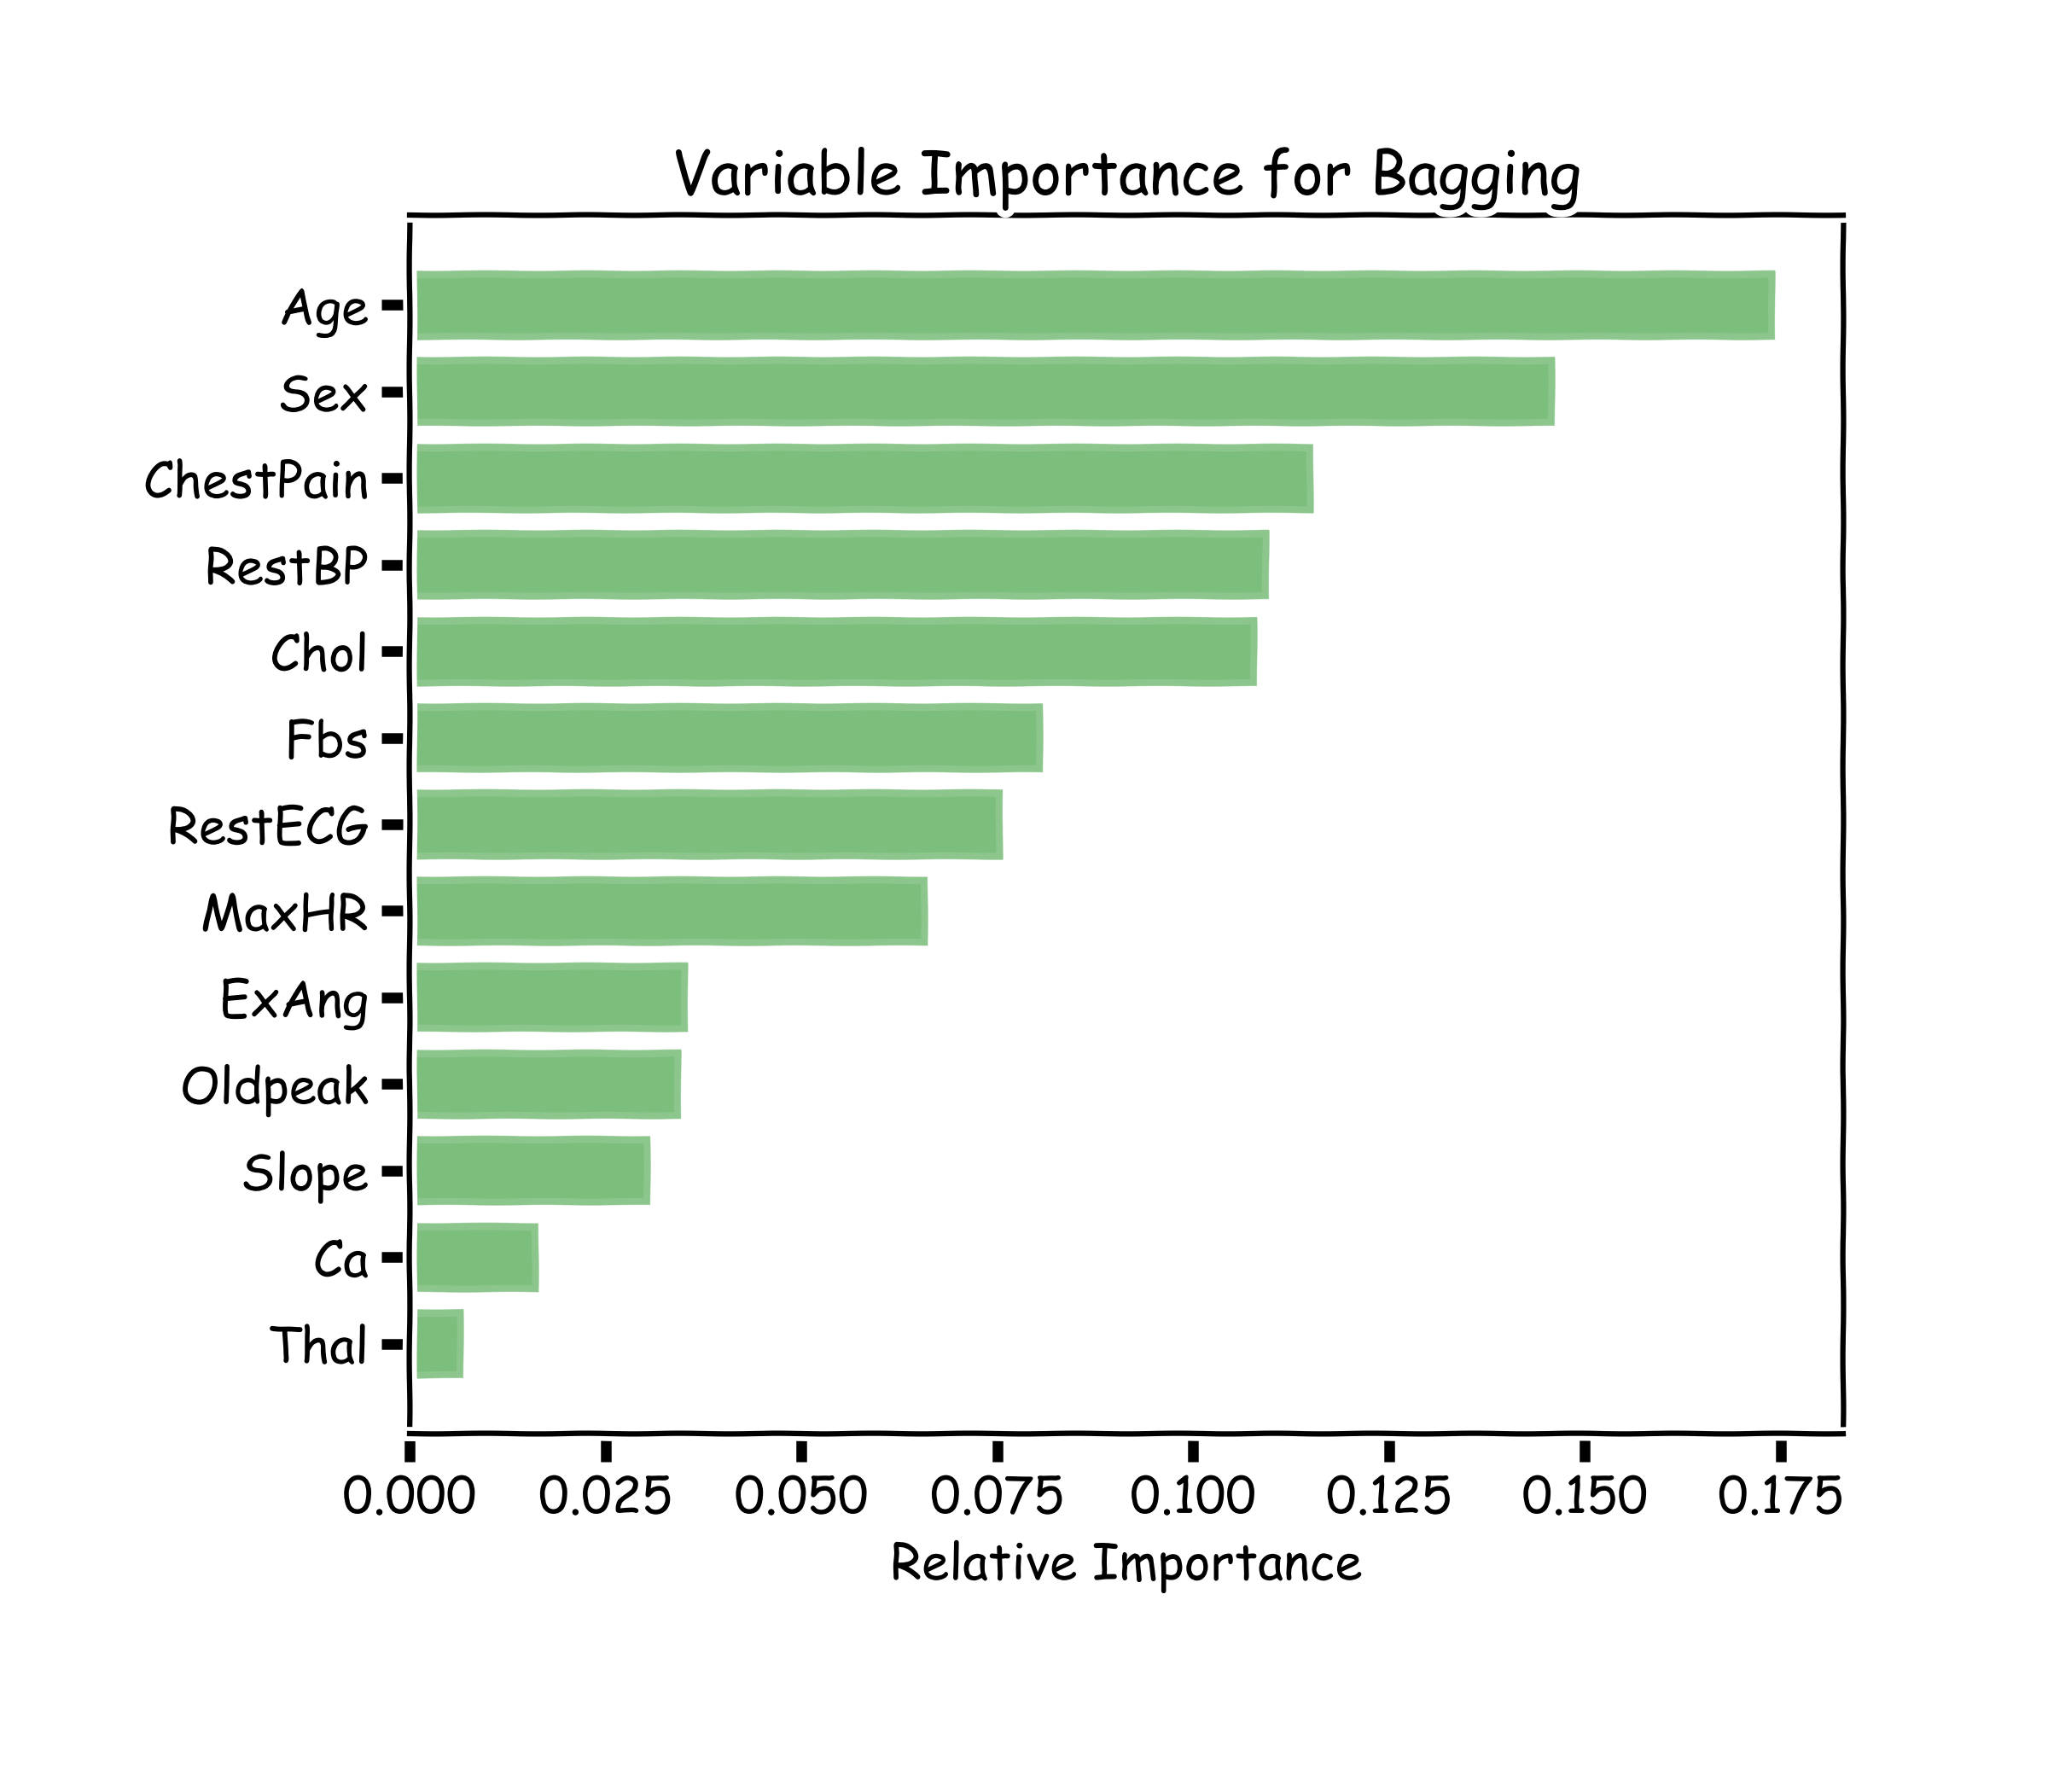 Variable Importance for Bagging
Age
Sex
ChestPain
RestBP
Chol
Fbs
RestECG
MaxHR
ExAng
Oldpeak
Slope
Ca
Thal
0.000 0.025 0.050 0.075 0.100 0.125 0.150 0.175
Relative Importance